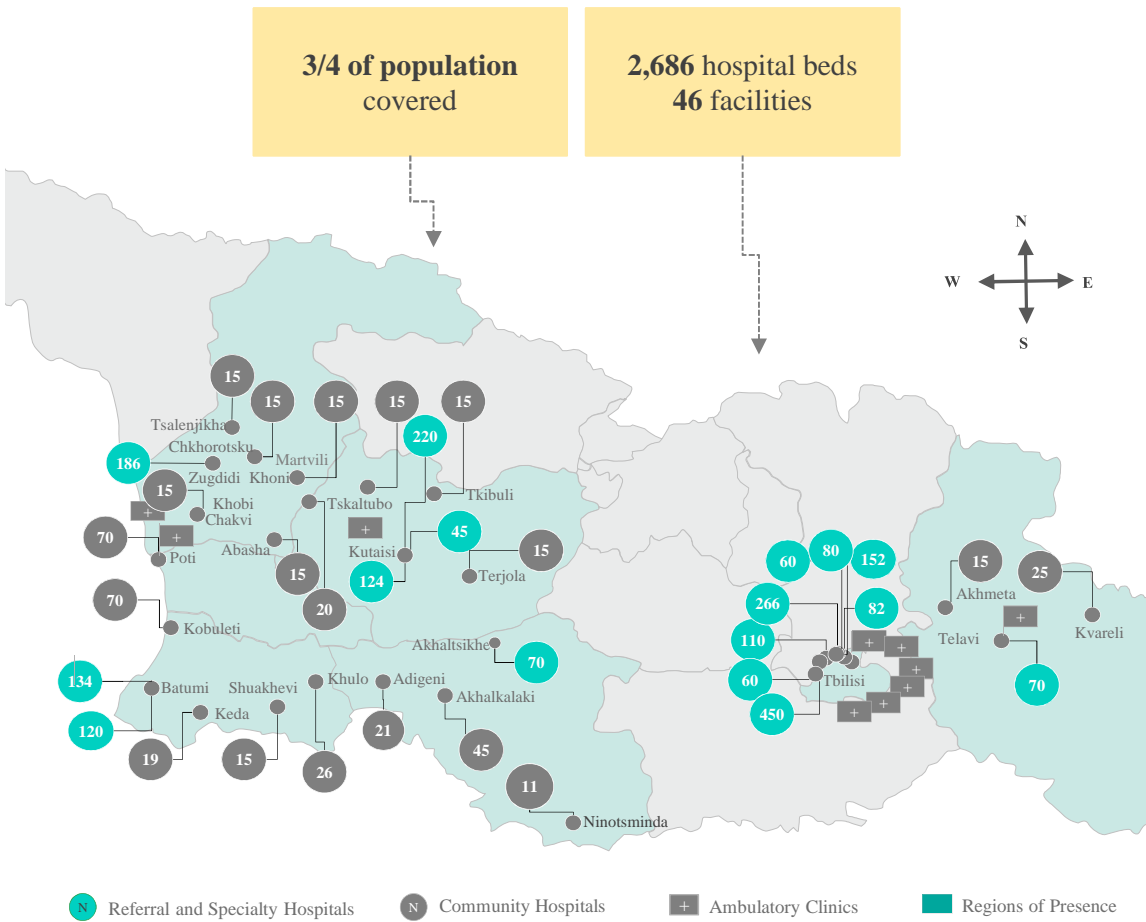 3/4 of population
covered
2,686 hospital beds
46 facilities
N
W
E
S
15
15
15
15
15
220
Tsalenjikha
Chkhorotsku
186
Zugdidi
Martvili
Khoni
15
Khobi
Chakvi
Tskaltubo
Tkibuli
70
Poti
Abasha
15
20
Kutaisi
124
45
15
Terjola
70
Kobuleti
134
120
Batumi
19
Keda
Shuakhevi
15
Khulo
26
Adigeni
21
Akhaltsikhe
70
Akhalkalaki
45
11
Ninotsminda
60
80
152
266
82
110
60
450
Tbilisi
15
Akhmeta
25
Kvareli
Telavi
70
N Referral and Specialty Hospitals
N Community Hospitals
Ambulatory Clinics
Regions of Presence